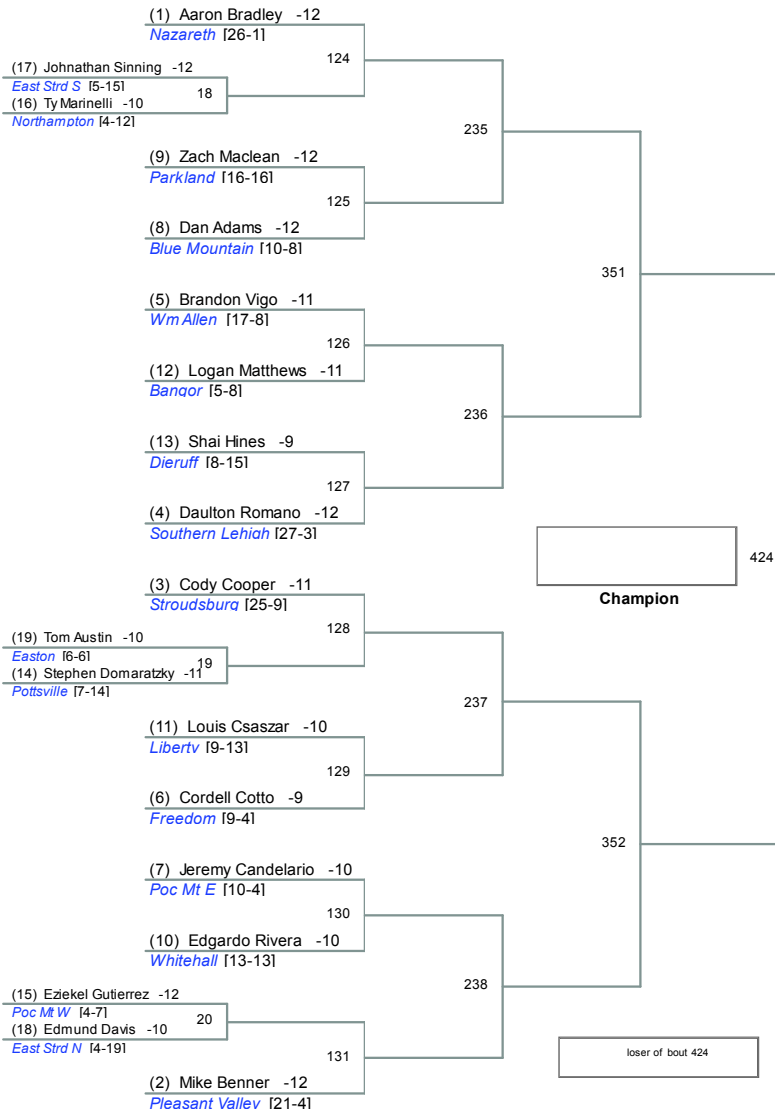 (1) Aaron Bradley -12
Nazareth [26-1]
124
(17) Johnathan Sinning -12
East Strd S [5-15]
18
(16) Ty Marinelli -10
Northampton [4-12]
235
(9) Zach Maclean -12
Parkland [16-16]
125
(8) Dan Adams -12
Blue Mountain [10-8]
351
(5) Brandon Vigo -11
Wm Allen [17-8]
126
(12) Logan Matthews -11
Bangor [5-8]
236
(13) Shai Hines -9
Dieruff [8-15]
127
(4) Daulton Romano -12
Southern Lehigh [27-3]
424
Champion
(3) Cody Cooper -11
Stroudsburg [25-9]
128
(19) Tom Austin -10
Easton [6-6]
19
(14) Stephen Domaratzky -11
Pottsville [7-14]
237
(11) Louis Csaszar -10
Liberty [9-13]
129
(6) Cordell Cotto -9
Freedom [9-4]
352
(7) Jeremy Candelario -10
Poc Mt E [10-4]
130
(10) Edgardo Rivera -10
Whitehall [13-13]
238
(15) Eziekel Gutierrez -12
Poc Mt W [4-7]
20
(18) Edmund Davis -10
East Strd N [4-19]
131
loser of bout 424
(2) Mike Benner -12
Pleasant Valley [21-4]